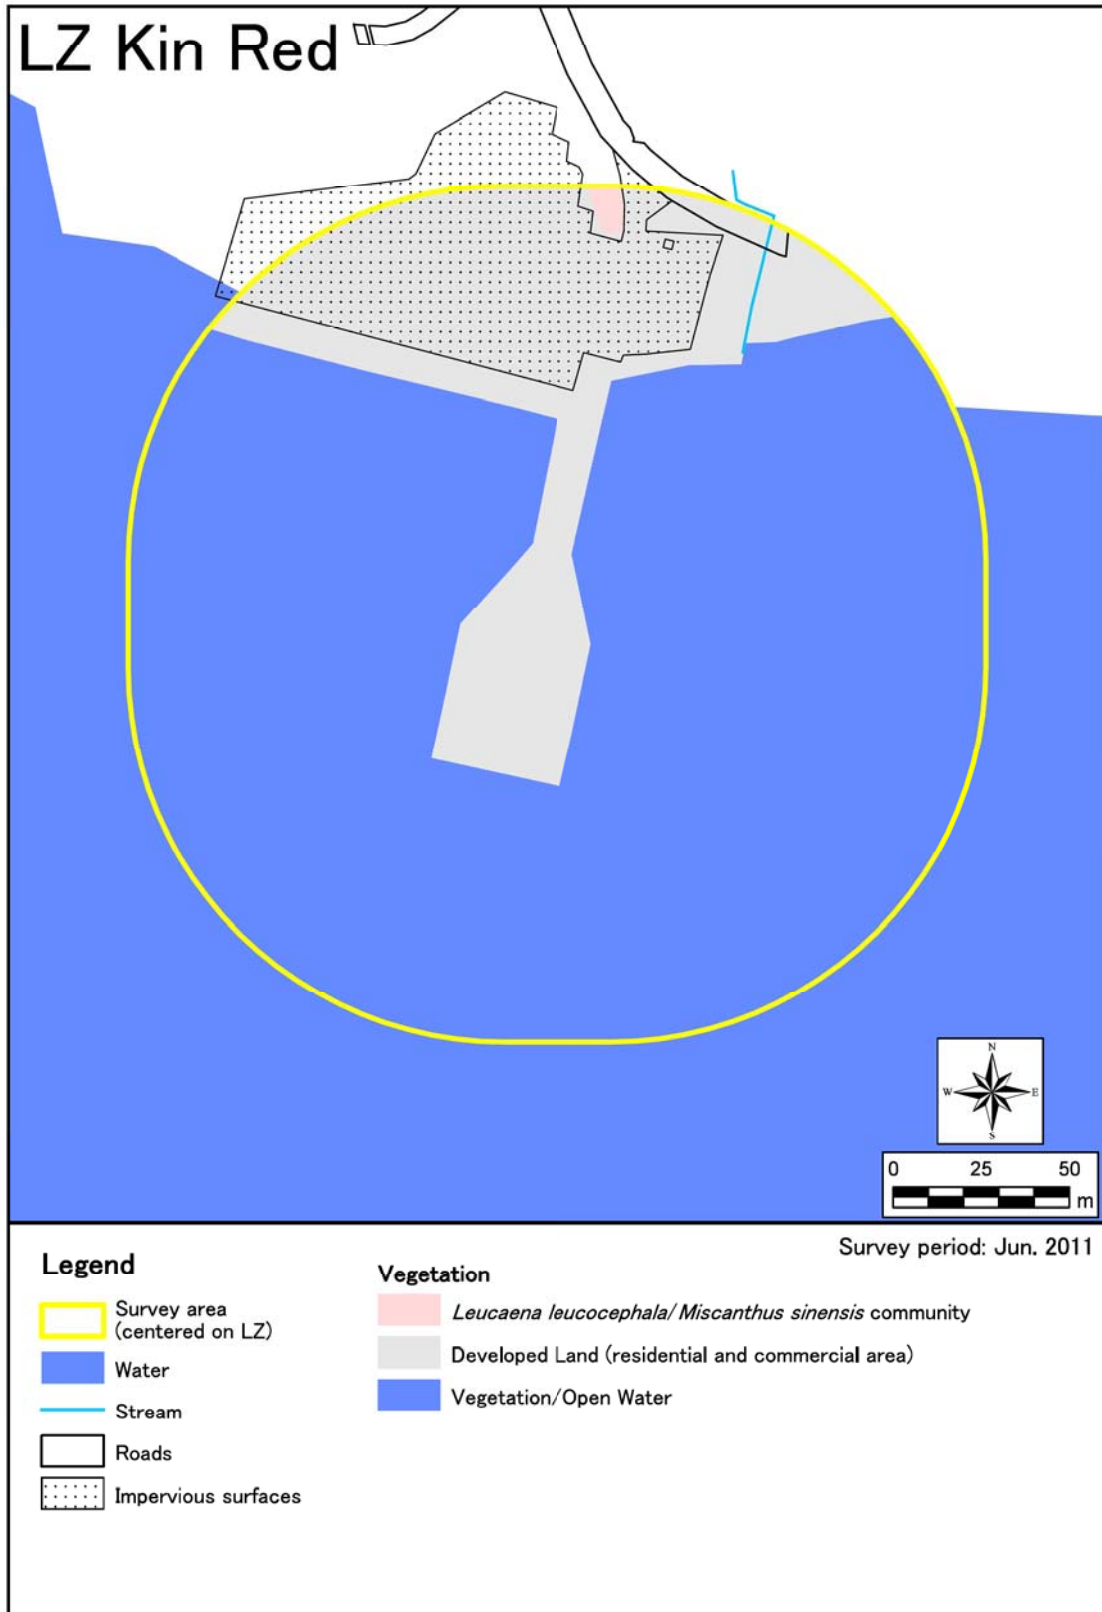 LZ Kin Red
N
W E
S
0 25 50
m
Survey period: Jun. 2011
Legend
Survey area
(centered on LZ)
Water
Stream
Roads
Impervious surfaces
Vegetation
Leucaena leucocephala/Miscanthus sinensis community
Developed Land (residential and commercial area)
Vegetation/Open Water